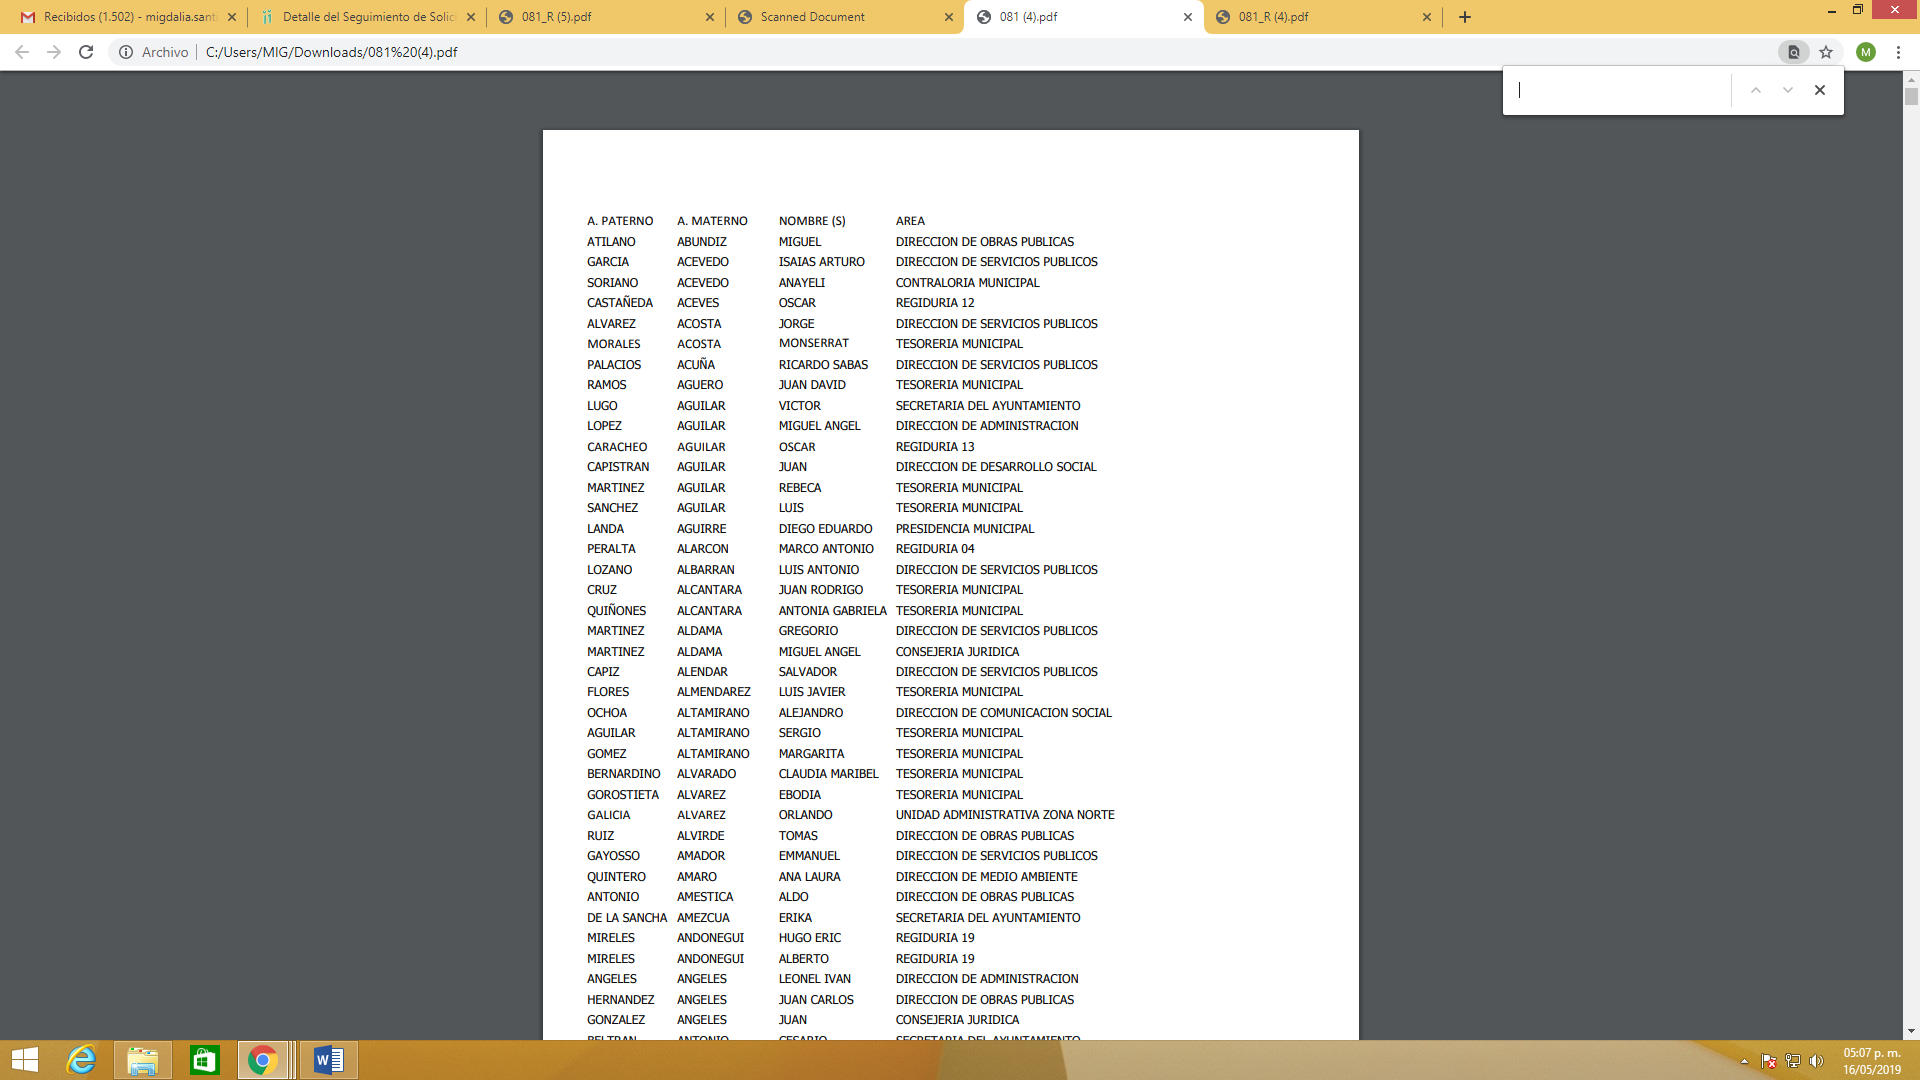 Recibidos (1.502) - migdalia.sant
Detalle del Seguimiento de Solic
081_R (5).pdf
Scanned Document
081 (4).pdf
081_R (4).pdf
Archivo C:/Users/MIG/Downloads/081%20(4).pdf
M
A. PATERNO A. MATERNO NOMBRE (S) AREA
ATILANO ABUNDIZ MIGUEL DIRECCION DE OBRAS PUBLICAS
GARCIA ACEVEDO ISAIAS ARTURO DIRECCION DE SERVICIOS PUBLICOS
SORIANO ACEVEDO ANAYELI CONTRALORIA MUNICIPAL
CASTAÑEDA ACEVES OSCAR REGIDURIA 12
ALVAREZ ACOSTA JORGE DIRECCION DE SERVICIOS PUBLICOS
MORALES ACOSTA MONSERRAT TESORERIA MUNICIPAL
PALACIOS ACUÑA RICARDO SABAS DIRECCION DE SERVICIOS PUBLICOS
RAMOS AGUERO JUAN DAVID TESORERIA MUNICIPAL
LUGO AGUILAR VICTOR SECRETARIA DEL AYUNTAMIENTO
LOPEZ AGUILAR MIGUEL ANGEL DIRECCION DE ADMINISTRACION
CARACHEO AGUILAR OSCAR REGIDURIA 13
CAPISTRAN AGUILAR JUAN DIRECCION DE DESARROLLO SOCIAL
MARTINEZ AGUILAR REBECA TESORERIA MUNICIPAL
SANCHEZ AGUILAR LUIS TESORERIA MUNICIPAL
LANDA AGUIRRE DIEGO EDUARDO PRESIDENCIA MUNICIPAL
PERALTA ALARCON MARCO ANTONIO REGIDURIA 04
LOZANO ALBARRAN LUIS ANTONIO DIRECCION DE SERVICIOS PUBLICOS
CRUZ ALCANTARA JUAN RODRIGO TESORERIA MUNICIPAL
QUIÑONES ALCANTARA ANTONIA GABRIELA TESORERIA MUNICIPAL
MARTINEZ ALDAMA GREGORIO DIRECCION DE SERVICIOS PUBLICOS
MARTINEZ ALDAMA MIGUEL ANGEL CONSEJERIA JURIDICA
CAPIZ ALENDAR SALVADOR DIRECCION DE SERVICIOS PUBLICOS
FLORES ALMENDAREZ LUIS JAVIER TESORERIA MUNICIPAL
OCHOA ALTAMIRANO ALEJANDRO DIRECCION DE COMUNICACION SOCIAL
AGUILAR ALTAMIRANO SERGIO TESORERIA MUNICIPAL
GOMEZ ALTAMIRANO MARGARITA TESORERIA MUNICIPAL
BERNARDINO ALVARADO CLAUDIA MARIBEL TESORERIA MUNICIPAL
GOROSTIETA ALVAREZ EBODIA TESORERIA MUNICIPAL
GALICIA ALVAREZ ORLANDO UNIDAD ADMINISTRATIVA ZONA NORTE
RUIZ ALVIRDE TOMAS DIRECCION DE OBRAS PUBLICAS
GAYOSSO AMADOR EMMANUEL DIRECCION DE SERVICIOS PUBLICOS
QUINTERO AMARO ANA LAURA DIRECCION DE MEDIO AMBIENTE
ANTONIO AMESTICA ALDO DIRECCION DE OBRAS PUBLICAS
DE LA SANCHA AMEZCUA ERIKA SECRETARIA DEL AYUNTAMIENTO
MIRELES ANDONEGUI HUGO ERIC REGIDURIA 19
MIRELES ANDONEGUI ALBERTO REGIDURIA 19
ANGELES ANGELES LEONEL IVAN DIRECCION DE ADMINISTRACION
HERNANDEZ ANGELES JUAN CARLOS DIRECCION DE OBRAS PUBLICAS
GONZALEZ ANGELES JUAN CONSEJERIA JURIDICA
BELTRAN ANTONIO CESARIO SECRETARIA DEL AYUNTAMIENTO
05:07 p. m.
16/05/2019